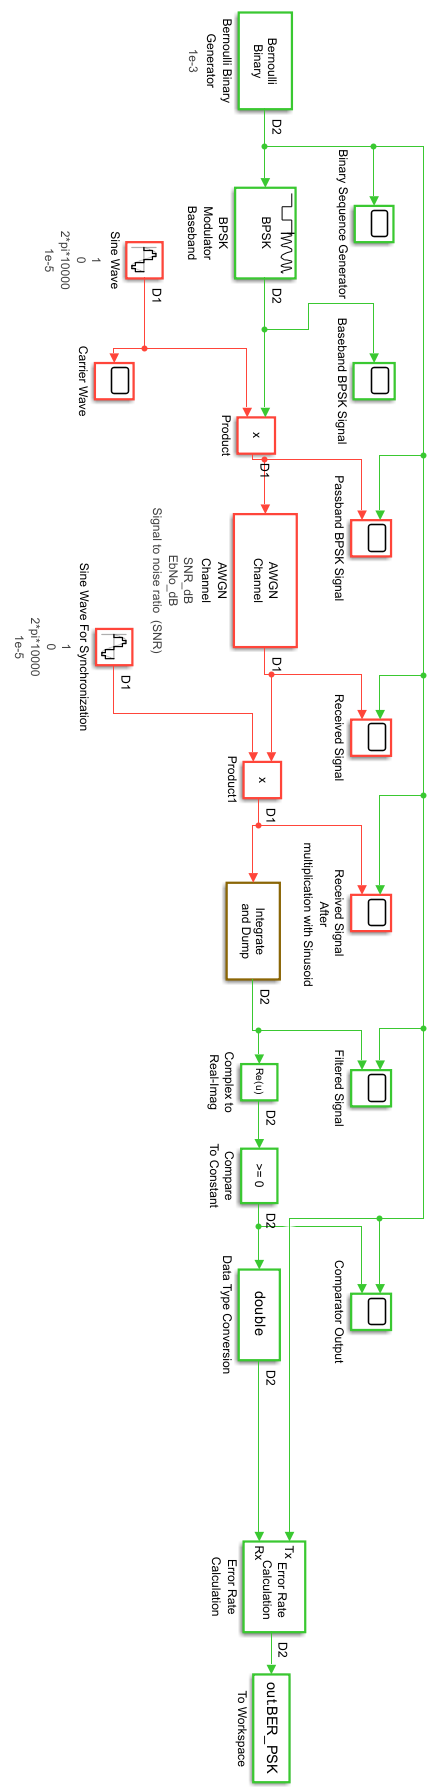 Bernoulli
Binary
Bernoulli Binary
Generator
1e-3
D2
Binary Sequence Generator
BPSK
BPSK
Modulator
Baseband
D2
Baseband BPSK Signal
Sine Wave
1
0
2*pi*10000
1e-5
D1
Carrier Wave
x
Product
D1
Passband BPSK Signal
AWGN
Channel
AWGN
Channel
SNR_dB
EbNo_dB
Signal to noise ratio (SNR)
D1
Received Signal
Sine Wave For Synchronization
1
0
2*pi*10000
1e-5
D1
x
Product1
D1
Received Signal
After
multiplication with Sinusoid
Integrate
and Dump
D2
Filtered Signal
Re(u)
Complex to
Real-Imag
D2
>= 0
Compare
To Constant
D2
Comparator Output
double
Data Type Conversion
D2
Tx
Rx
Error Rate
Calculation
Error Rate
Calculation
D2
out.BER_PSK
To Workspace